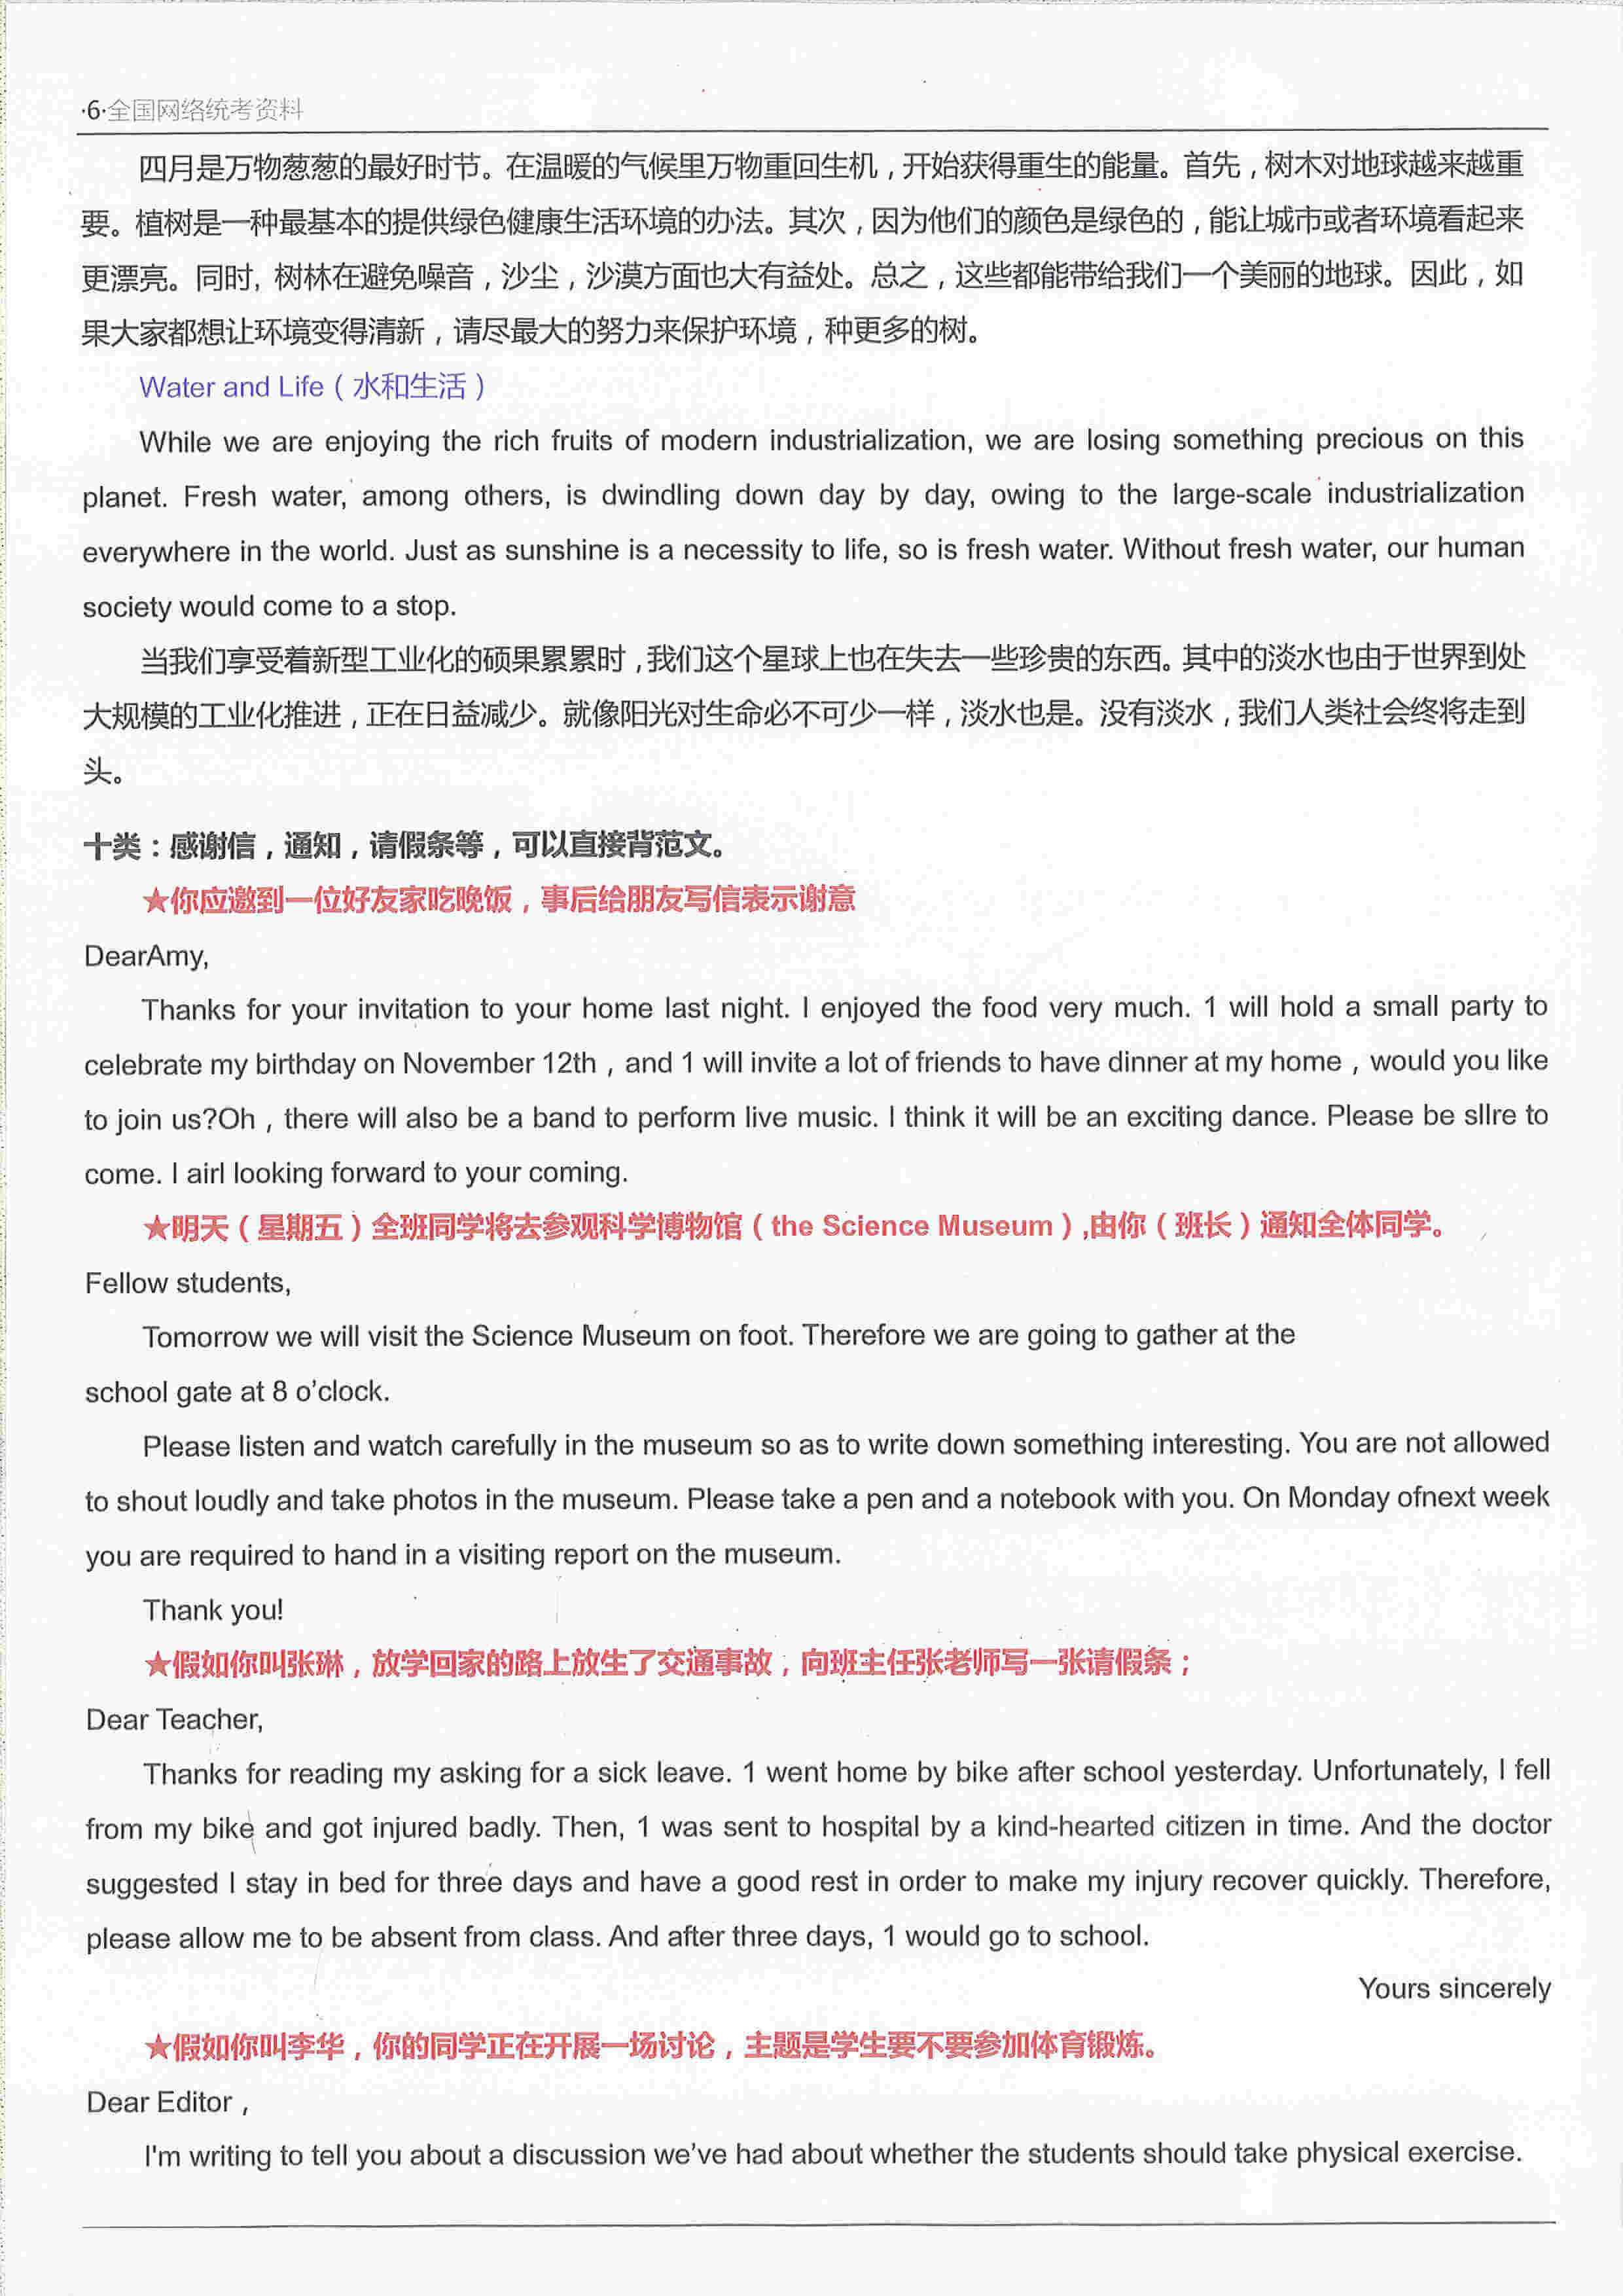 ·6·全国网络统考资料
四月是万物葱葱的最好时节。在温暖的气候里万物重回生机，开始获得重生的能量。首先，树木对地球越来越重
要。植树是一种最基本的提供绿色健康生活环境的办法。其次，因为他们的颜色是绿色的，能让城市或者环境看起来
更漂亮。同时, 树林在避免噪音，沙尘，沙漠方面也大有益处。总之，这些都能带给我们一个美丽的地球。因此，如
果大家都想让环境变得清新，请尽最大的努力来保护环境，种更多的树。
Water and Life（水和生活）
While we are enjoying the rich fruits of modern industrialization, we are losing something precious on this
planet. Fresh water, among others, is dwindling down day by day, owing to the large-scale industrialization
everywhere in the world. Just as sunshine is a necessity to life, so is fresh water. Without fresh water, our human
society would come to a stop.
当我们享受着新型工业化的硕果累累时，我们这个星球上也在失去一些珍贵的东西。其中的淡水也由于世界到处
大规模的工业化推进，正在日益减少。就像阳光对生命必不可少一样，淡水也是。没有淡水，我们人类社会终将走到
头。
十类：感谢信，通知，请假条等，可以直接背范文。
★你应邀到一位好友家吃晚饭，事后给朋友写信表示谢意
DearAmy,
Thanks for your invitation to your home last night. I enjoyed the food very much. 1 will hold a small party to
celebrate my birthday on November 12th，and 1 will invite a lot of friends to have dinner at my home，would you like
to join us?Oh，there will also be a band to perform live music. I think it will be an exciting dance. Please be sllre to
come. I airl looking forward to your coming.
★明天（星期五）全班同学将去参观科学博物馆（the Science Museum）,由你（班长）通知全体同学。
Fellow students,
Tomorrow we will visit the Science Museum on foot. Therefore we are going to gather at the
school gate at 8 o’clock.
Please listen and watch carefully in the museum so as to write down something interesting. You are not allowed
to shout loudly and take photos in the museum. Please take a pen and a notebook with you. On Monday ofnext week
you are required to hand in a visiting report on the museum.
Thank you!
★假如你叫张琳，放学回家的路上放生了交通事故；向班主任张老师写一张请假条；
Dear Teacher,
Thanks for reading my asking for a sick leave. 1 went home by bike after school yesterday. Unfortunately, I fell
from my bike and got injured badly. Then, 1 was sent to hospital by a kind-hearted citizen in time. And the doctor
suggested I stay in bed for three days and have a good rest in order to make my injury recover quickly. Therefore,
please allow me to be absent from class. And after three days, 1 would go to school.
Yours sincerely
★假如你叫李华，你的同学正在开展一场讨论，主题是学生要不要参加体育锻炼。
Dear Editor，
I'm writing to tell you about a discussion we’ve had about whether the students should take physical exercise.